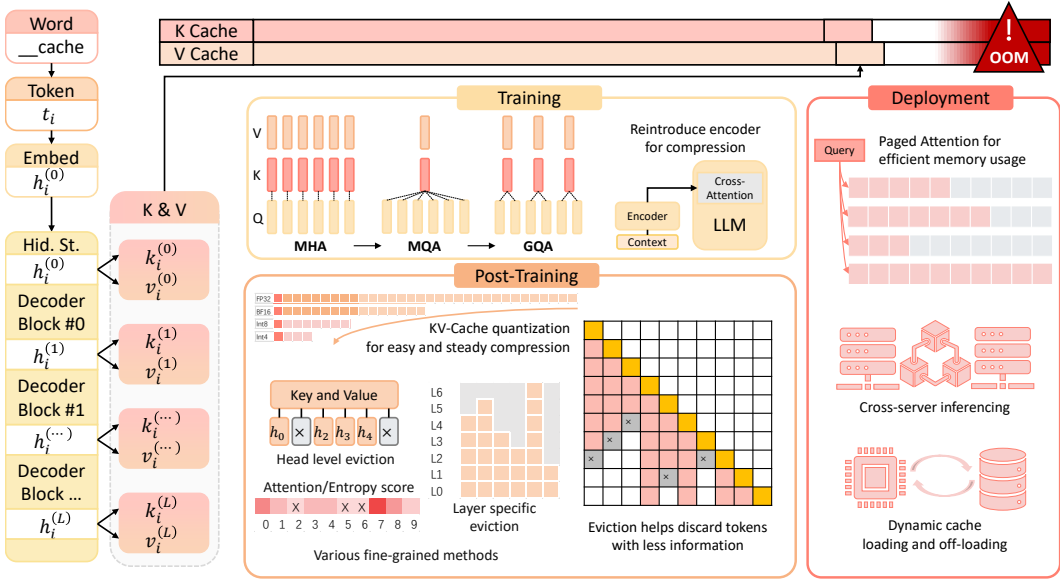 Word
__cache
Token
t_i
Embed
h_i^(0)
Hid. St.
h_i^(0)
Decoder
Block #0
h_i^(1)
Decoder
Block #1
h_i^(⋯)
Decoder
Block ...
h_i^(L)
K & V
k_i^(0)
v_i^(0)
k_i^(1)
v_i^(1)
k_i^(⋯)
v_i^(⋯)
k_i^(L)
v_i^(L)
K Cache
V Cache
!
OOM
Training
V
K
Q
MHA
MQA
GQA
Reintroduce encoder
for compression
Encoder
Context
Cross-
Attention
LLM
Post-Training
FP32
BF16
Int8
Int4
KV-Cache quantization
for easy and steady compression
Key and Value
h_0 × h_2 h_3 h_4 ×
Head level eviction
Attention/Entropy score
X X X
0 1 2 3 4 5 6 7 8 9
Various fine-grained methods
L6
L5
L4
L3
L2
L1
L0
Layer specific
eviction
×
×
× ×
×
Eviction helps discard tokens
with less information
Deployment
Query
Paged Attention for
efficient memory usage
Cross-server inferencing
Dynamic cache
loading and off-loading